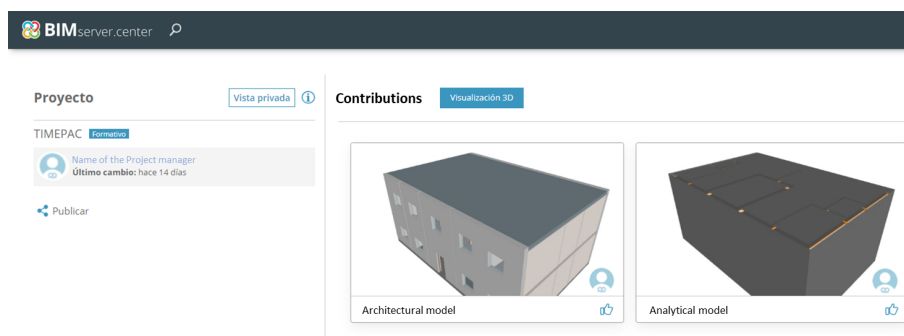 BIMserver.center
Proyecto
Vista privada
TIMEPAC Formativo
Name of the Project manager
Último cambio: hace 14 días
Publicar
Contributions
Visualización 3D
Architectural model
Analytical model